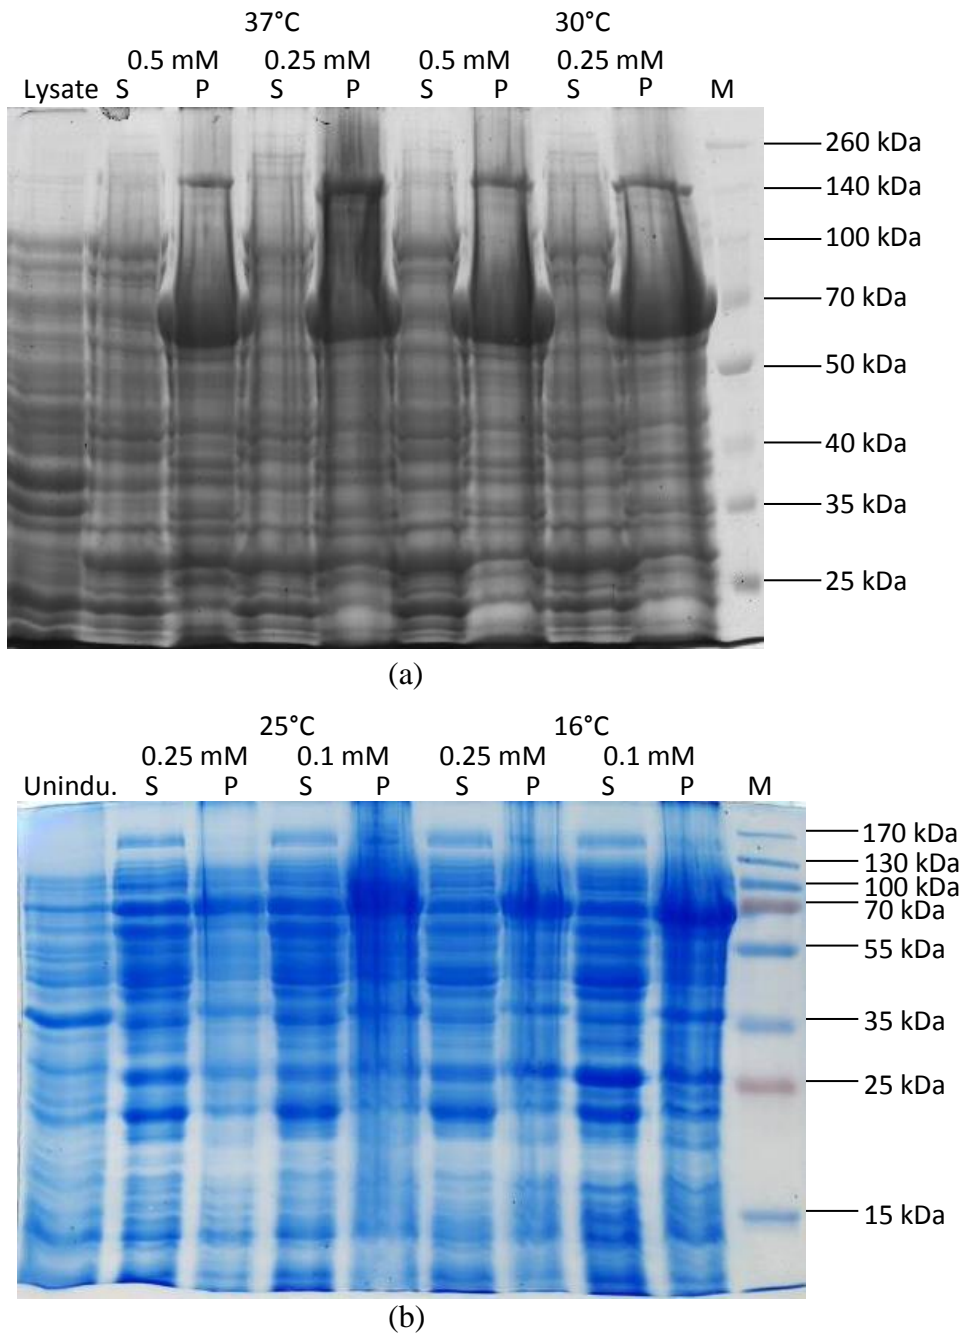 37°C 30°C
0.5 mM 0.25 mM 0.5 mM 0.25 mM
Lysate S P S P S P S P M
260 kDa
140 kDa
100 kDa
70 kDa
50 kDa
40 kDa
35 kDa
25 kDa
(a)
25°C 16°C
0.25 mM 0.1 mM 0.25 mM 0.1 mM
Unindu. S P S P S P S P M
170 kDa
130 kDa
100 kDa
70 kDa
55 kDa
35 kDa
25 kDa
15 kDa
(b)